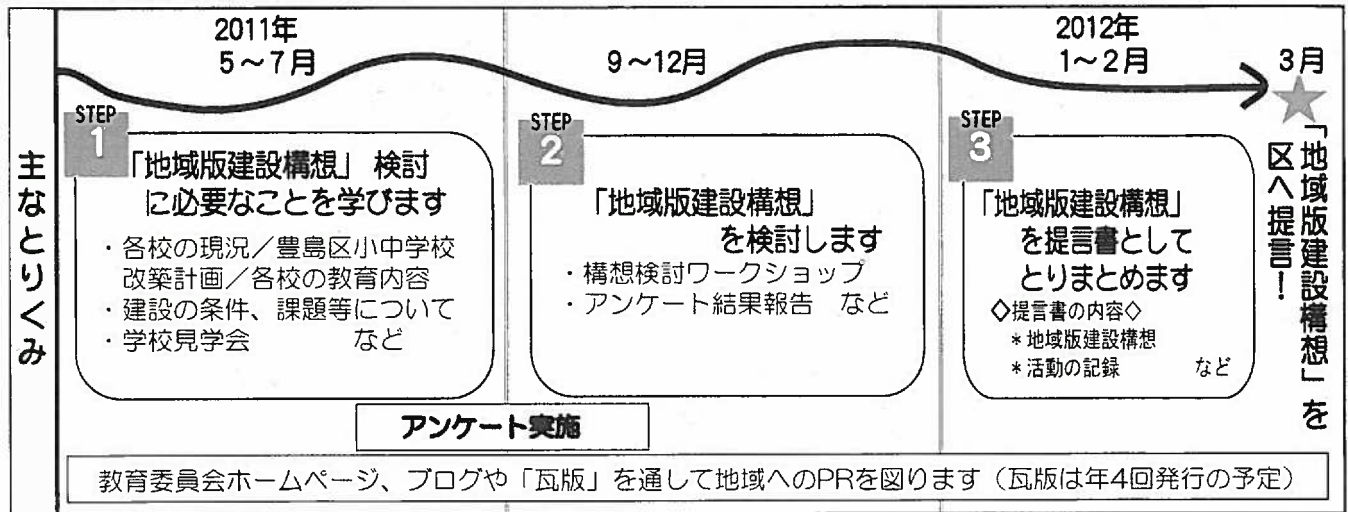 主なとりくみ
2011年
5～7月
9～12月
2012年
1～2月
3月
STEP
1
「地域版建設構想」 検討
に必要なことを学びます
・各校の現況／豊島区小中学校
改築計画／各校の教育内容
・建設の条件、課題等について
・学校見学会　　　　など
STEP
2
「地域版建設構想」
を検討します
・構想検討ワークショップ
・アンケート結果報告　など
STEP
3
「地域版建設構想」
を提言書として
とりまとめます
◇提言書の内容◇
＊地域版建設構想
＊活動の記録　　　など
「地域版建設構想」を
区へ提言！
アンケート実施
教育委員会ホームページ、ブログや「瓦版」を通して地域へのPRを図ります（瓦版は年4回発行の予定）